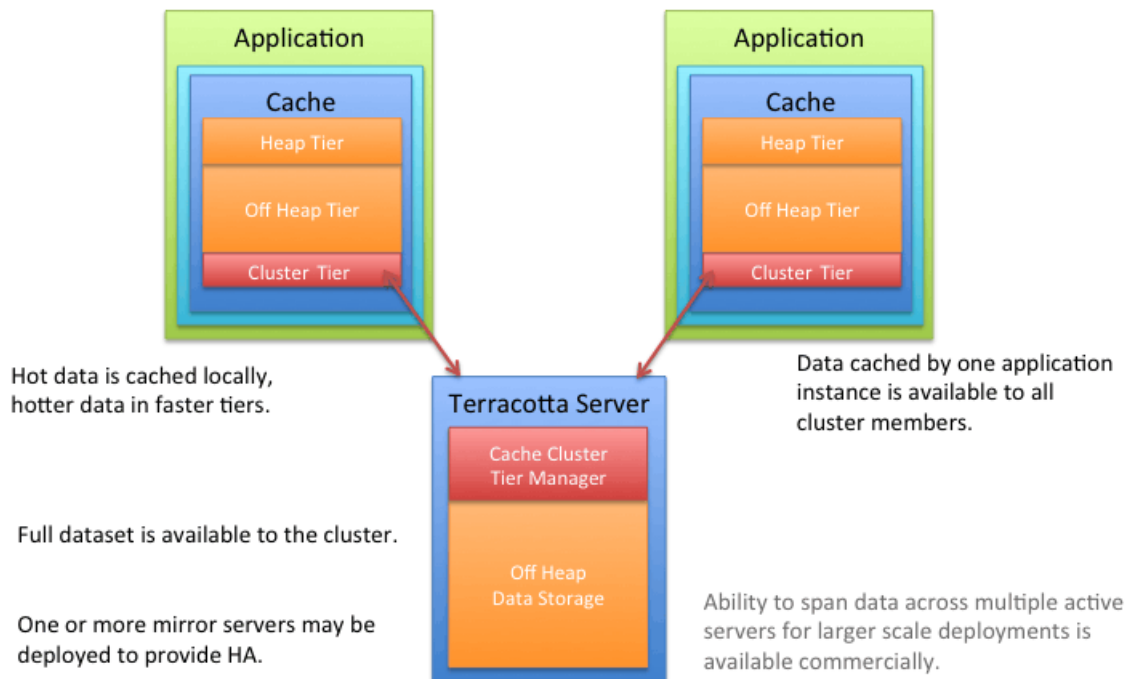 Application
Cache
Heap Tier
Off Heap Tier
Cluster Tier
Application
Cache
Heap Tier
Off Heap Tier
Cluster Tier
Hot data is cached locally,
hotter data in faster tiers.
Data cached by one application
instance is available to all
cluster members.
Terracotta Server
Cache Cluster
Tier Manager
Off Heap
Data Storage
Full dataset is available to the cluster.
One or more mirror servers may be
deployed to provide HA.
Ability to span data across multiple active
servers for larger scale deployments is
available commercially.